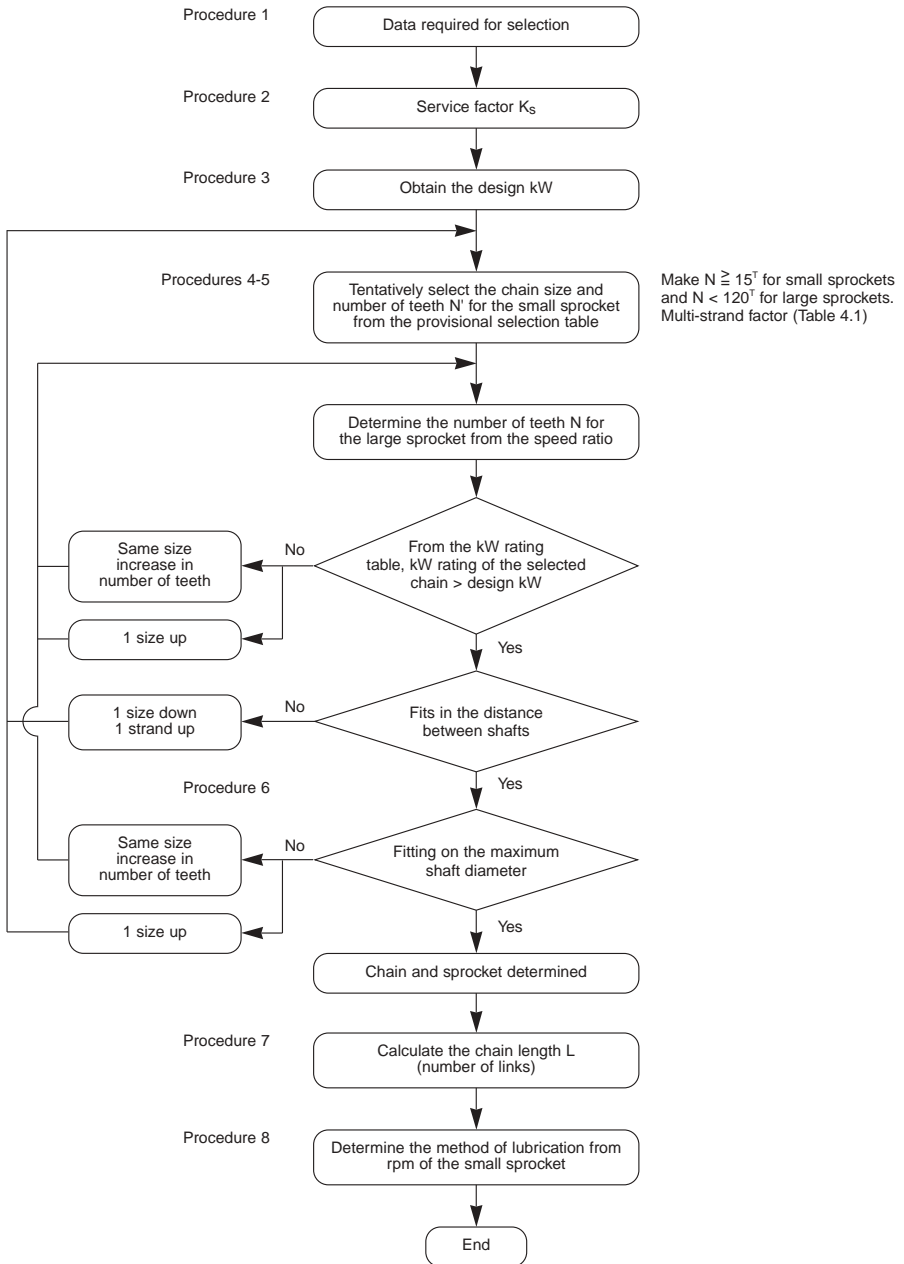 Procedure 1
Data required for selection
Procedure 2
Service factor Ks
Procedure 3
Obtain the design kW
Procedures 4-5
Tentatively select the chain size and
number of teeth N' for the small sprocket
from the provisional selection table
Make N ≧ 15ᵀ for small sprockets
and N < 120ᵀ for large sprockets.
Multi-strand factor (Table 4.1)
Determine the number of teeth N for
the large sprocket from the speed ratio
From the kW rating
table, kW rating of the selected
chain > design kW
No
Same size
increase in
number of teeth
1 size up
Yes
Fits in the distance
between shafts
No
1 size down
1 strand up
Yes
Procedure 6
Fitting on the maximum
shaft diameter
No
Same size
increase in
number of teeth
1 size up
Yes
Chain and sprocket determined
Procedure 7
Calculate the chain length L
(number of links)
Procedure 8
Determine the method of lubrication from
rpm of the small sprocket
End